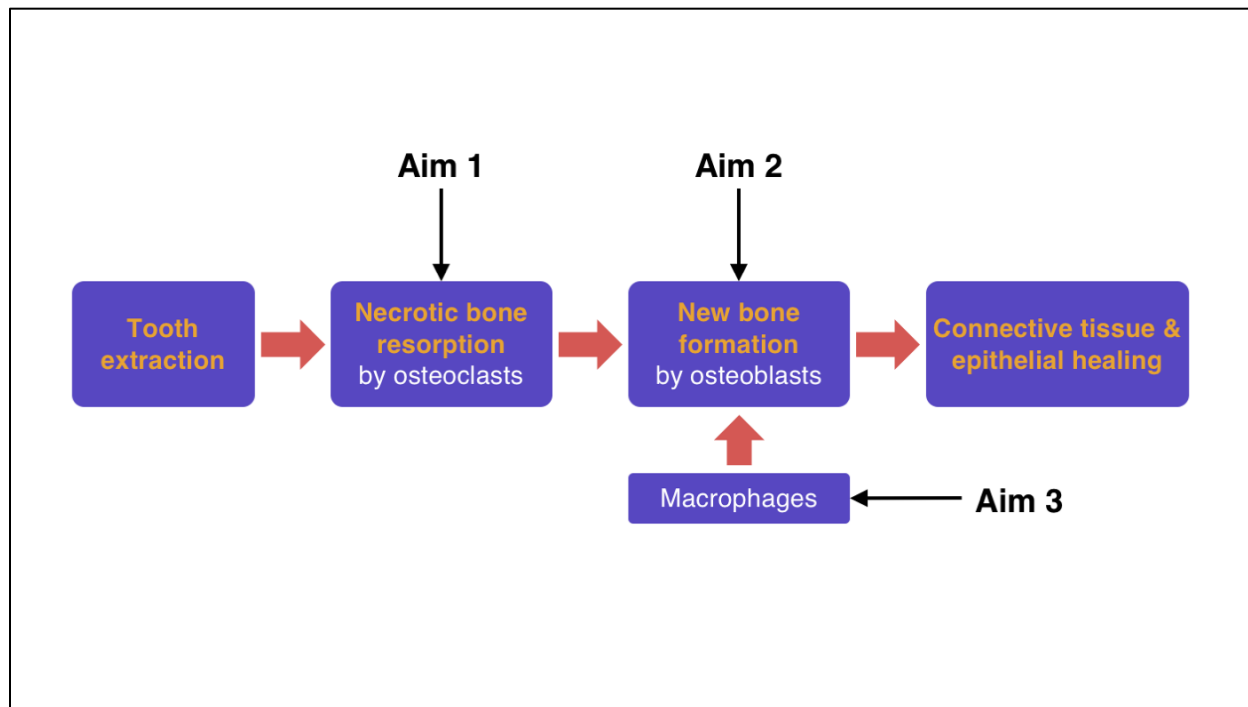 Aim 1
Aim 2
Tooth
extraction
Necrotic bone
resorption
by osteoclasts
New bone
formation
by osteoblasts
Connective tissue &
epithelial healing
Macrophages
Aim 3